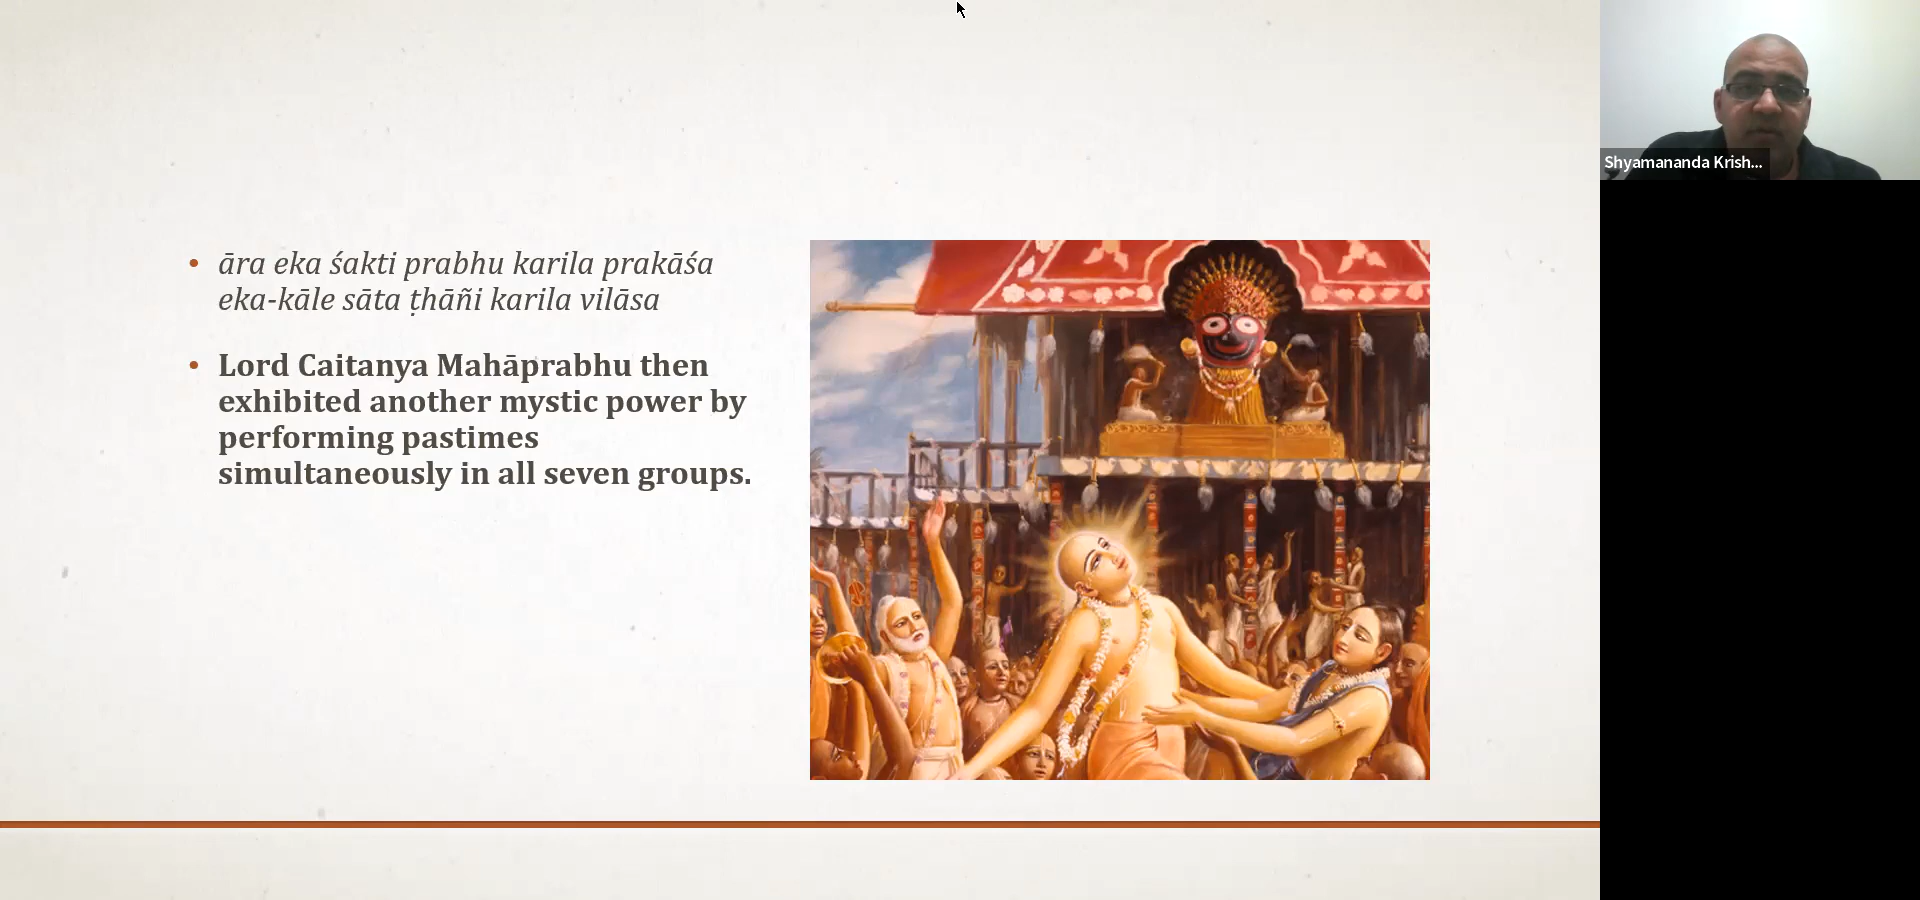 āra eka śakti prabhu karila prakāśa
eka-kāle sāta ṭhāñi karila vilāsa
Lord Caitanya Mahāprabhu then
exhibited another mystic power by
performing pastimes
simultaneously in all seven groups.
Shyamananda Krish...